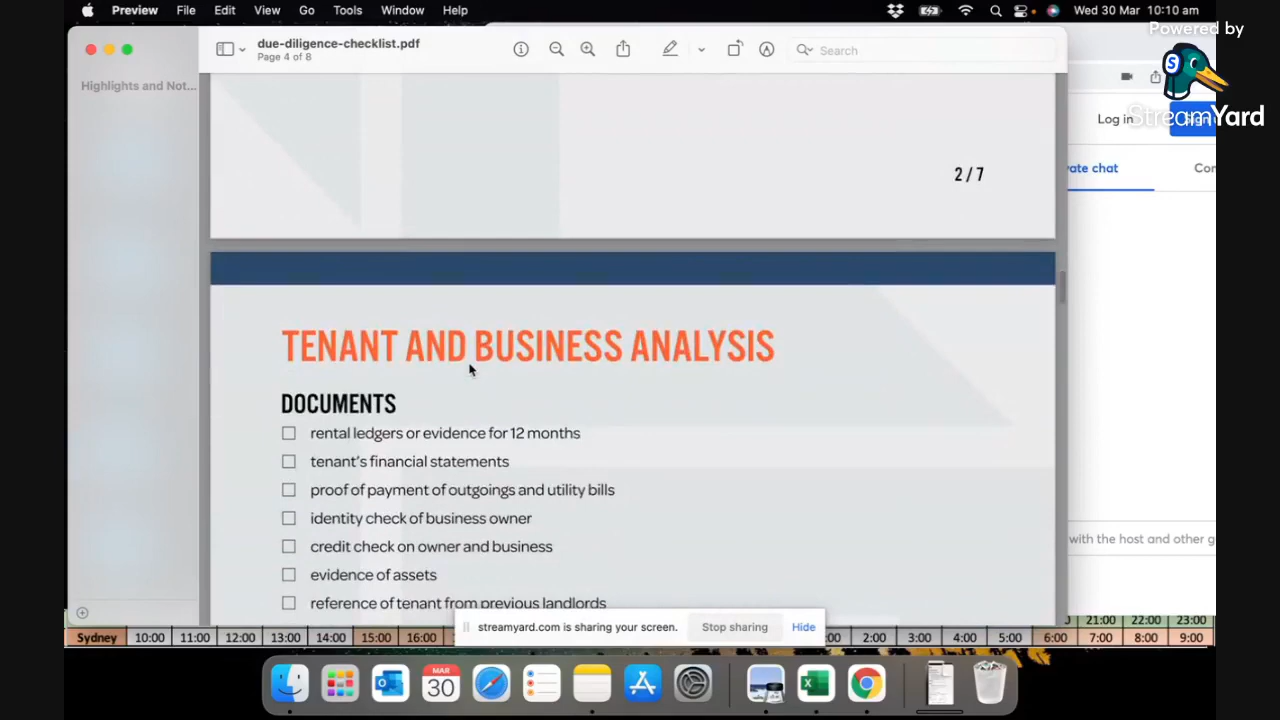 Preview File Edit View Go Tools Window Help Wed 30 Mar 10:10 am
Powered by
StreamYard
due-diligence-checklist.pdf
Page 4 of 8
Search
Highlights and Not...
Log in
ate chat
2 / 7
TENANT AND BUSINESS ANALYSIS
DOCUMENTS
rental ledgers or evidence for 12 months
tenant's financial statements
proof of payment of outgoings and utility bills
identity check of business owner
credit check on owner and business
evidence of assets
reference of tenant from previous landlords
with the host and other g
streamyard.com is sharing your screen. Stop sharing Hide
21:00 22:00 23:00
Sydney 10:00 11:00 12:00 13:00 14:00 15:00 16:00 2:00 3:00 4:00 5:00 6:00 7:00 8:00 9:00
MAR
30